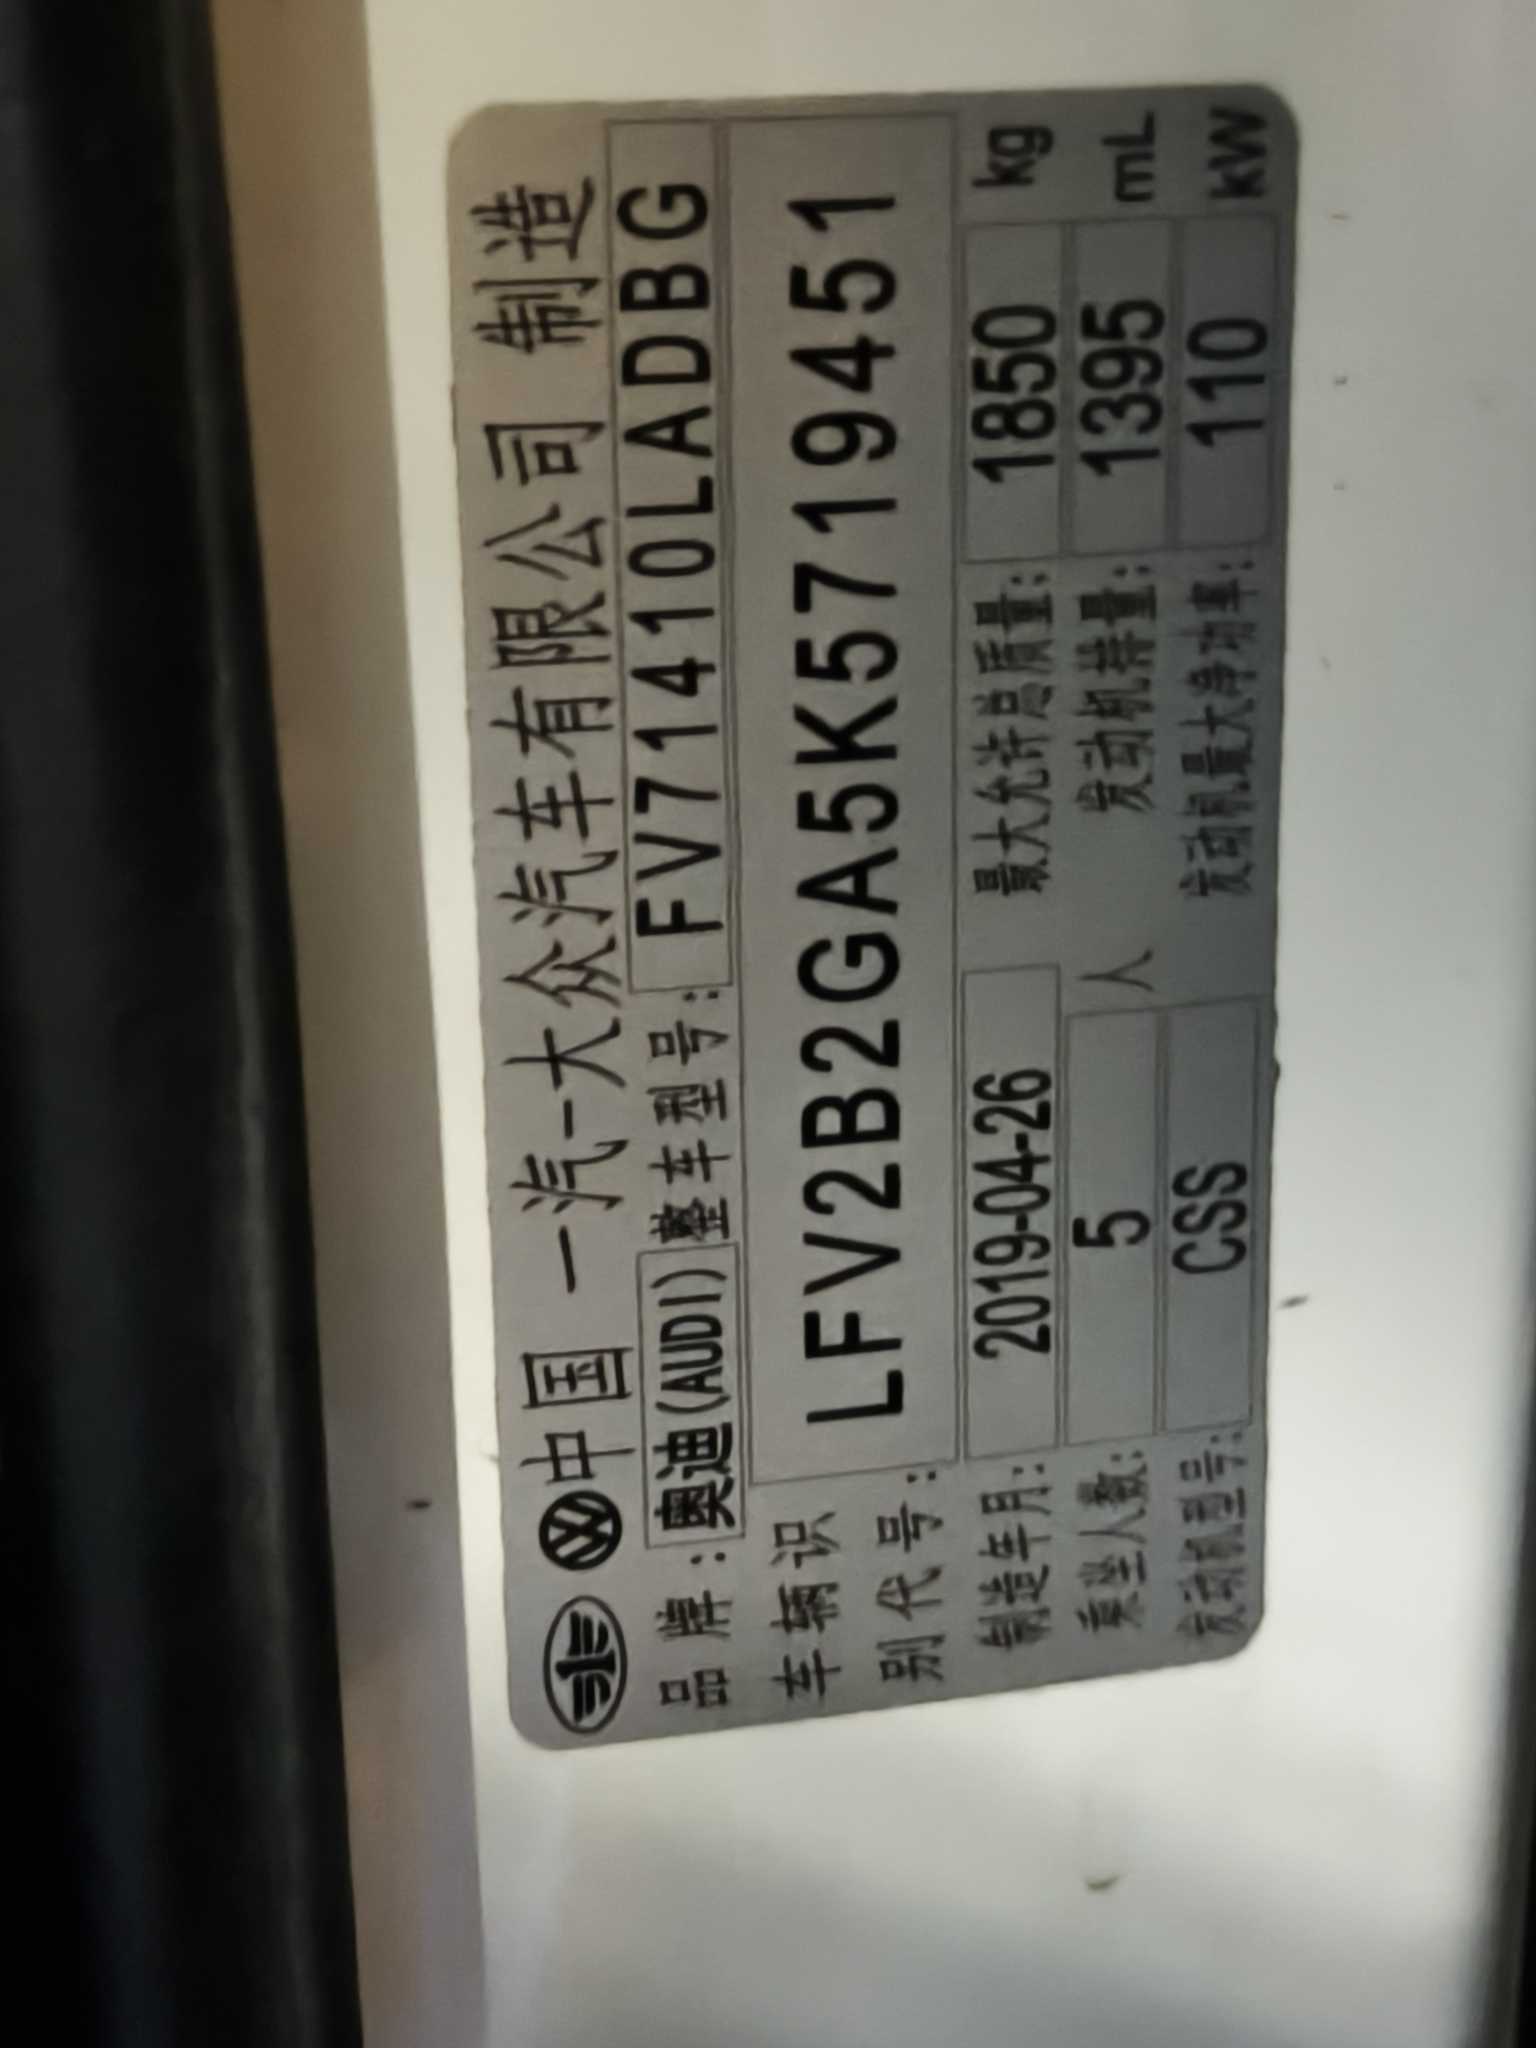 中国 一汽-大众汽车有限公司 制造
品牌: 奥迪(AUDI) 整车型号: FV71410LADBG
车辆识别代号: LFV2B2GA5K5719451
制造年月: 2019-04-26 最大允许总质量: 1850 kg
乘坐人数: 5 人 发动机排量: 1395 mL
发动机型号: CSS 发动机最大净功率: 110 kW